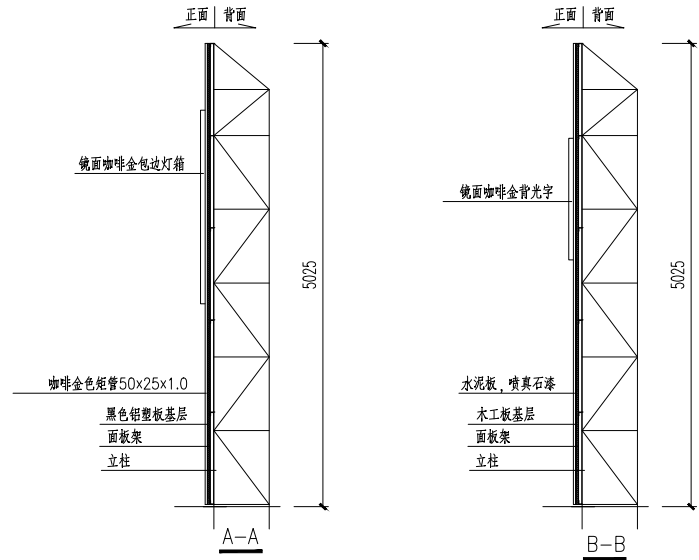 正面 背面
镜面咖啡金包边灯箱
5025
咖啡金色矩管50x25x1.0
黑色铝塑板基层
面板架
立柱
A-A
正面 背面
镜面咖啡金背光字
5025
水泥板，喷真石漆
木工板基层
面板架
立柱
B-B